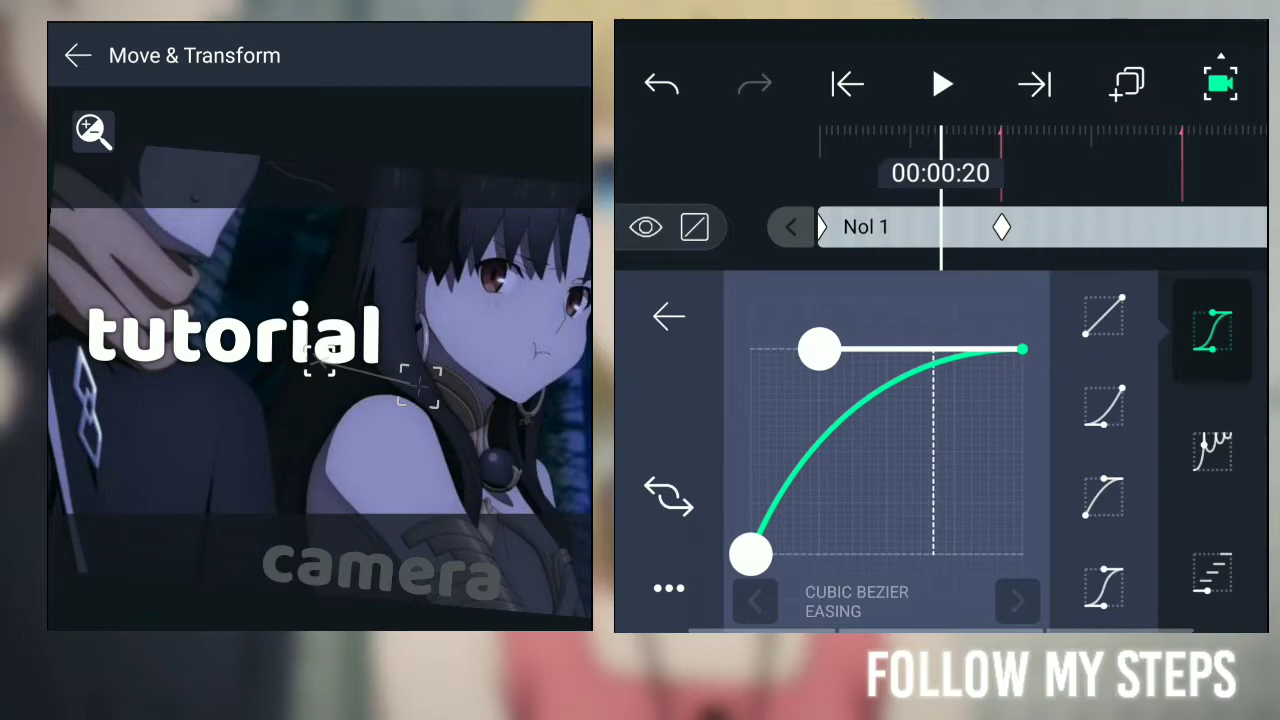 Move & Transform
tutorial
camera
00:00:20
Nol 1
CUBIC BEZIER
EASING
FOLLOW MY STEPS